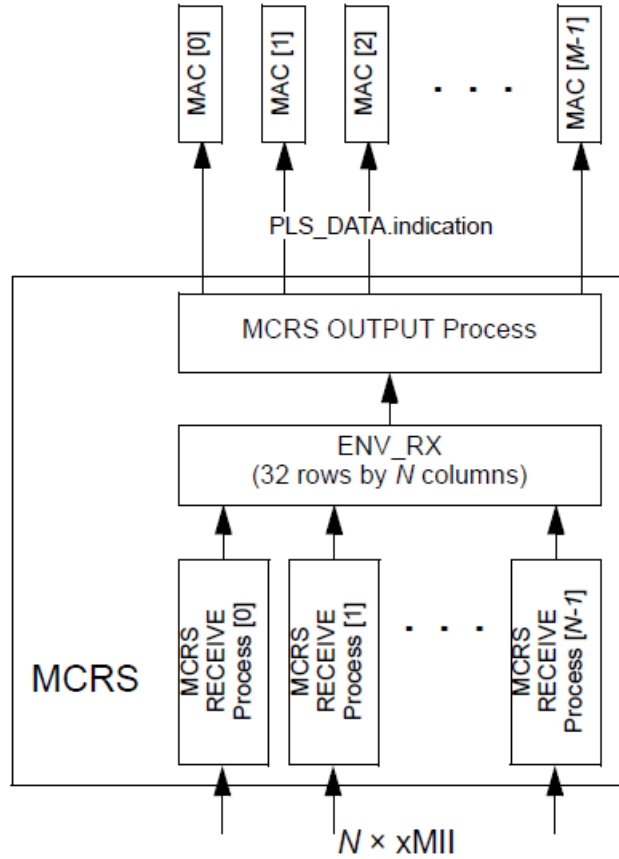 MAC [0]
MAC [1]
MAC [2]
. . .
MAC [M-1]
PLS_DATA.indication
MCRS OUTPUT Process
ENV_RX
(32 rows by N columns)
MCRS
RECEIVE
Process [0]
MCRS
RECEIVE
Process [1]
. . .
MCRS
RECEIVE
Process [N-1]
MCRS
N × xMII